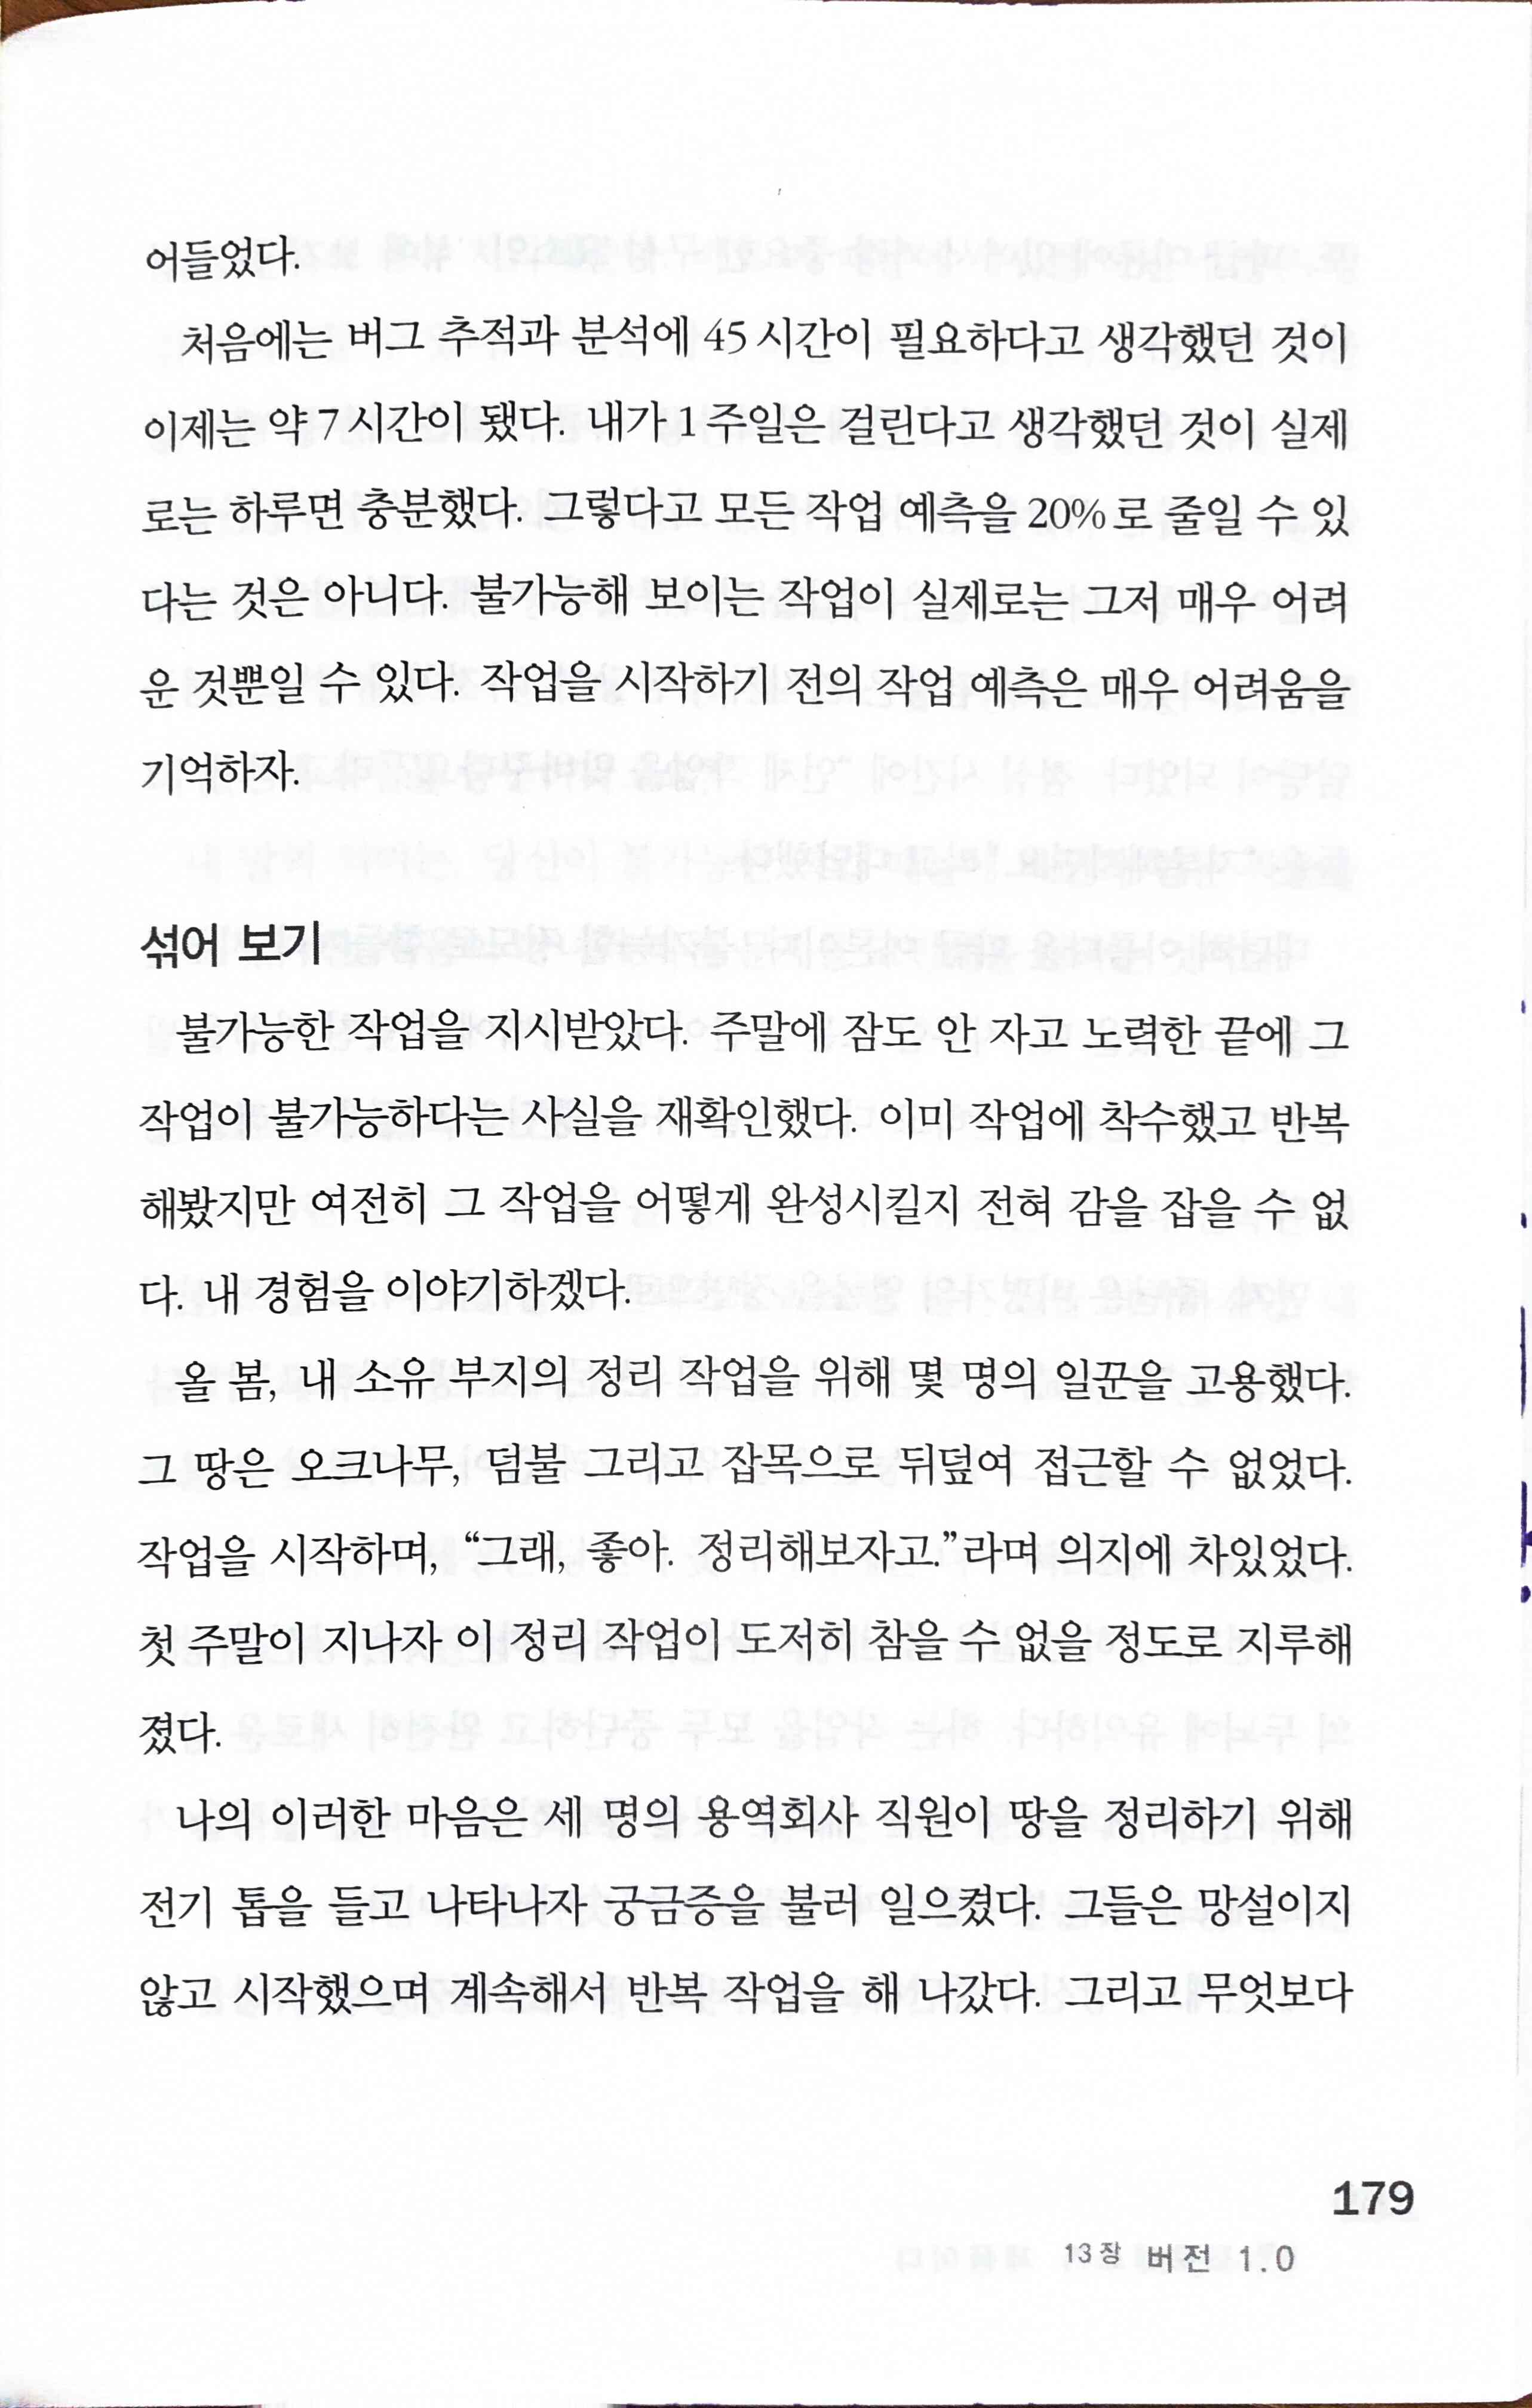 어들었다.
처음에는 버그 추적과 분석에 45시간이 필요하다고 생각했던 것이
이제는 약 7시간이 됐다. 내가 1주일은 걸린다고 생각했던 것이 실제
로는 하루면 충분했다. 그렇다고 모든 작업 예측을 20%로 줄일 수 있
다는 것은 아니다. 불가능해 보이는 작업이 실제로는 그저 매우 어려
운 것뿐일 수 있다. 작업을 시작하기 전의 작업 예측은 매우 어려움을
기억하자.
섞어 보기
불가능한 작업을 지시받았다. 주말에 잠도 안 자고 노력한 끝에 그
작업이 불가능하다는 사실을 재확인했다. 이미 작업에 착수했고 반복
해봤지만 여전히 그 작업을 어떻게 완성시킬지 전혀 감을 잡을 수 없
다. 내 경험을 이야기하겠다.
올 봄, 내 소유 부지의 정리 작업을 위해 몇 명의 일꾼을 고용했다.
그 땅은 오크나무, 덤불 그리고 잡목으로 뒤덮여 접근할 수 없었다.
작업을 시작하며, “그래, 좋아. 정리해보자고.”라며 의지에 차있었다.
첫 주말이 지나자 이 정리 작업이 도저히 참을 수 없을 정도로 지루해
졌다.
나의 이러한 마음은 세 명의 용역회사 직원이 땅을 정리하기 위해
전기 톱을 들고 나타나자 궁금증을 불러 일으켰다. 그들은 망설이지
않고 시작했으며 계속해서 반복 작업을 해 나갔다. 그리고 무엇보다
179
13장 버전 1.0